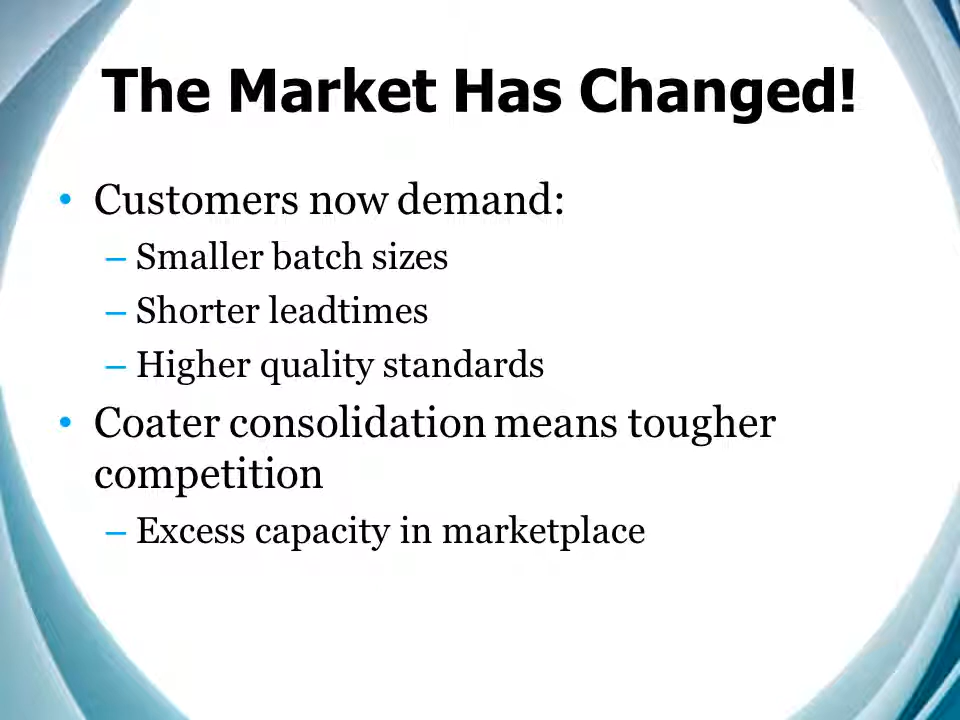 The Market Has Changed!
• Customers now demand:
– Smaller batch sizes
– Shorter leadtimes
– Higher quality standards
• Coater consolidation means tougher
competition
– Excess capacity in marketplace